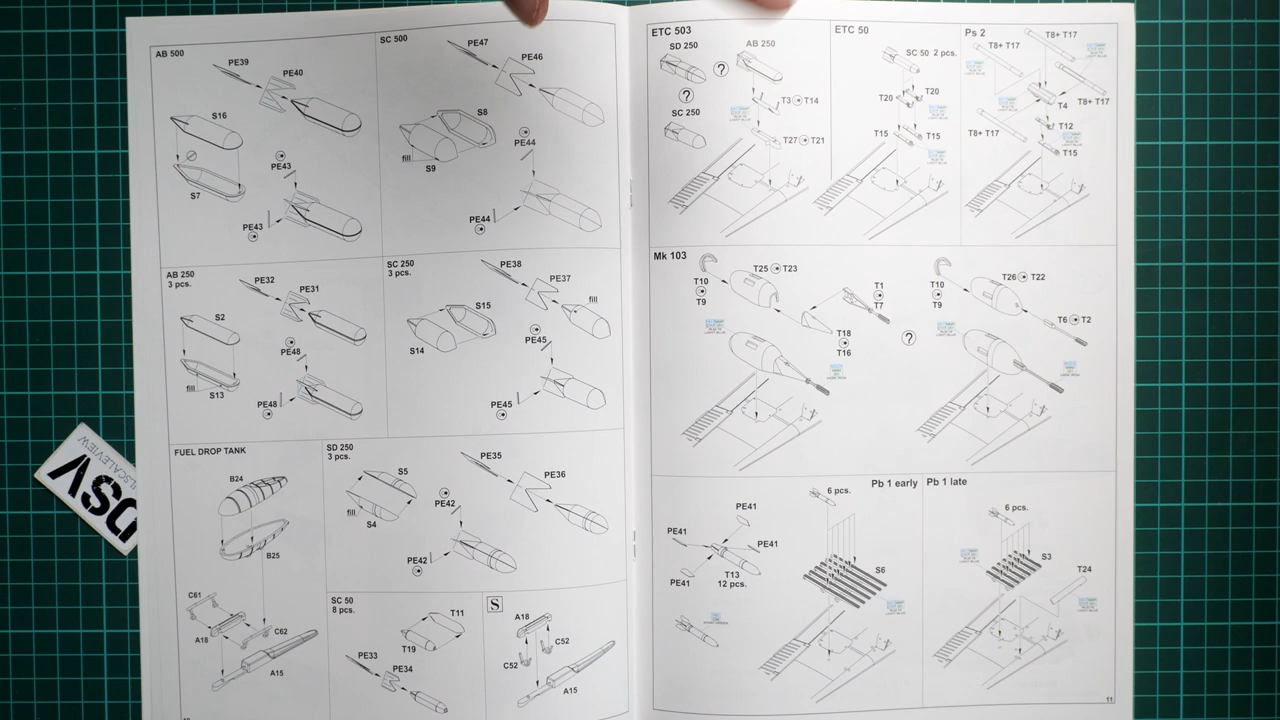 AB 500
PE39
PE40
S16
S7
PE43
PE43
SC 500
PE47
PE46
S8
fill
S9
PE44
PE44
AB 250
3 pcs.
PE32
PE31
S2
fill
S13
PE48
PE48
SC 250
3 pcs.
PE38
PE37
fill
S15
S14
PE45
PE45
FUEL DROP TANK
B24
B25
C61
A18
C62
A15
SD 250
3 pcs.
S5
fill
S4
PE35
PE36
PE42
PE42
SC 50
8 pcs.
T11
T19
PE33
PE34
S
A18
C52
C52
A15
ETC 503
SD 250
AB 250
?
?
SC 250
T3 T14
T27 T21
ETC 50
SC 50 2 pcs.
T20
T20
T15
T15
Ps 2
T8+ T17
T8+ T17
T8+ T17
T8+ T17
T4
T12
T15
Mk 103
T10
T9
T25 T23
T1
T7
T18
T16
?
T10
T9
T26 T22
T6 T2
Pb 1 early
6 pcs.
PE41
PE41
PE41
PE41
T13
12 pcs.
S6
Pb 1 late
6 pcs.
S3
T24
11
DSV